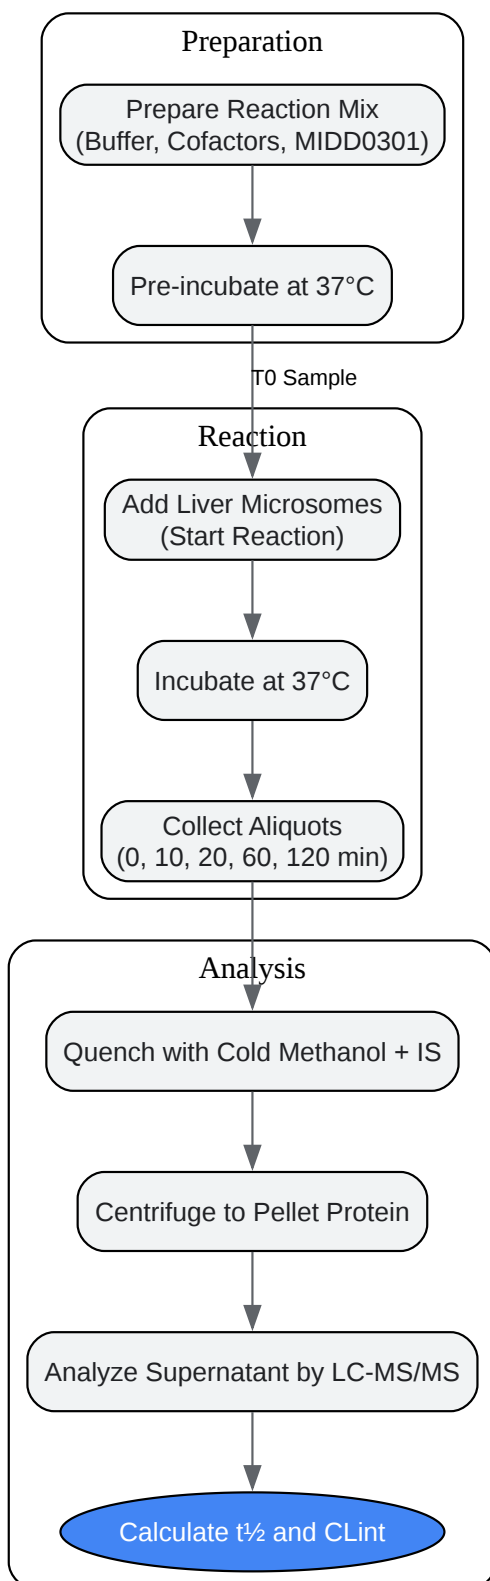 Preparation
Prepare Reaction Mix
(Buffer, Cofactors, MIDD0301)
Pre-incubate at 37°C
T0 Sample
Reaction
Add Liver Microsomes
(Start Reaction)
Incubate at 37°C
Collect Aliquots
(0, 10, 20, 60, 120 min)
Analysis
Quench with Cold Methanol + IS
Centrifuge to Pellet Protein
Analyze Supernatant by LC-MS/MS
Calculate t½ and CLint